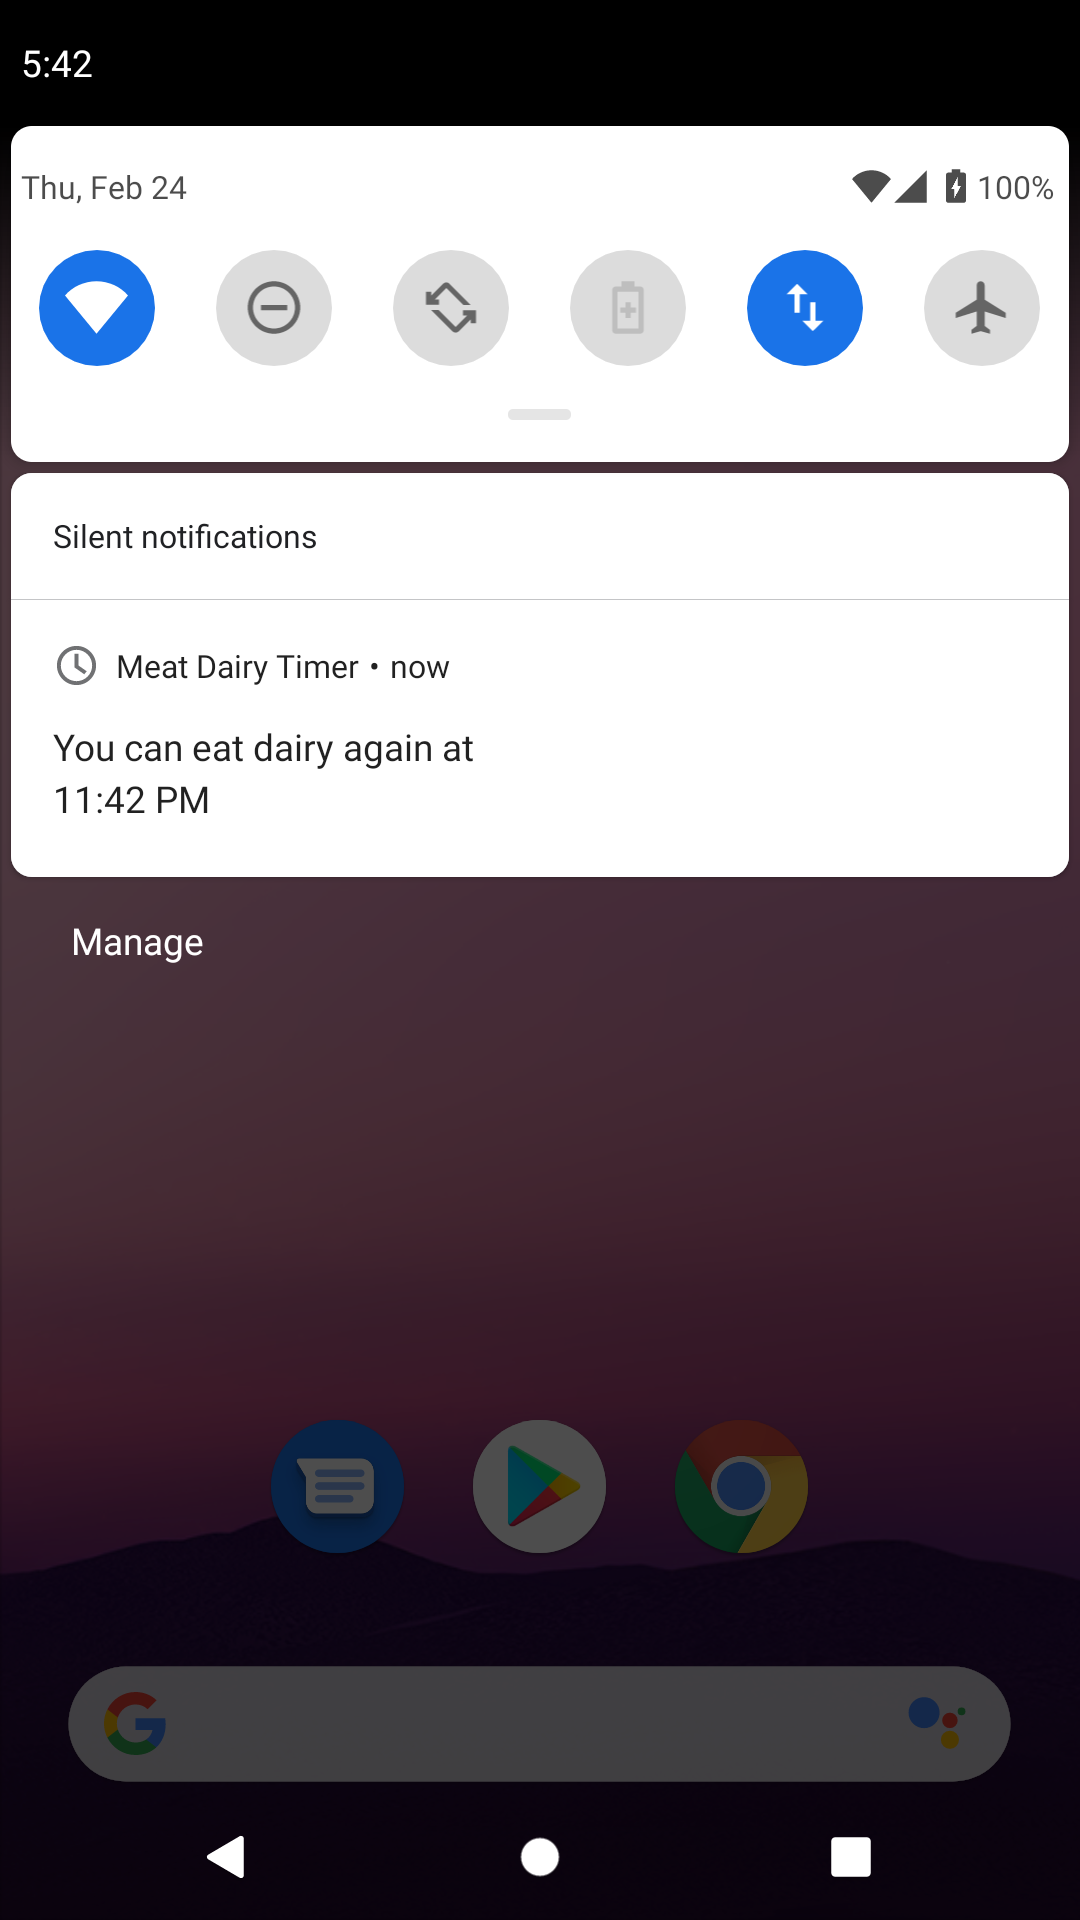 5:42
Thu, Feb 24
100%
Silent notifications
Meat Dairy Timer • now
You can eat dairy again at
11:42 PM
Manage